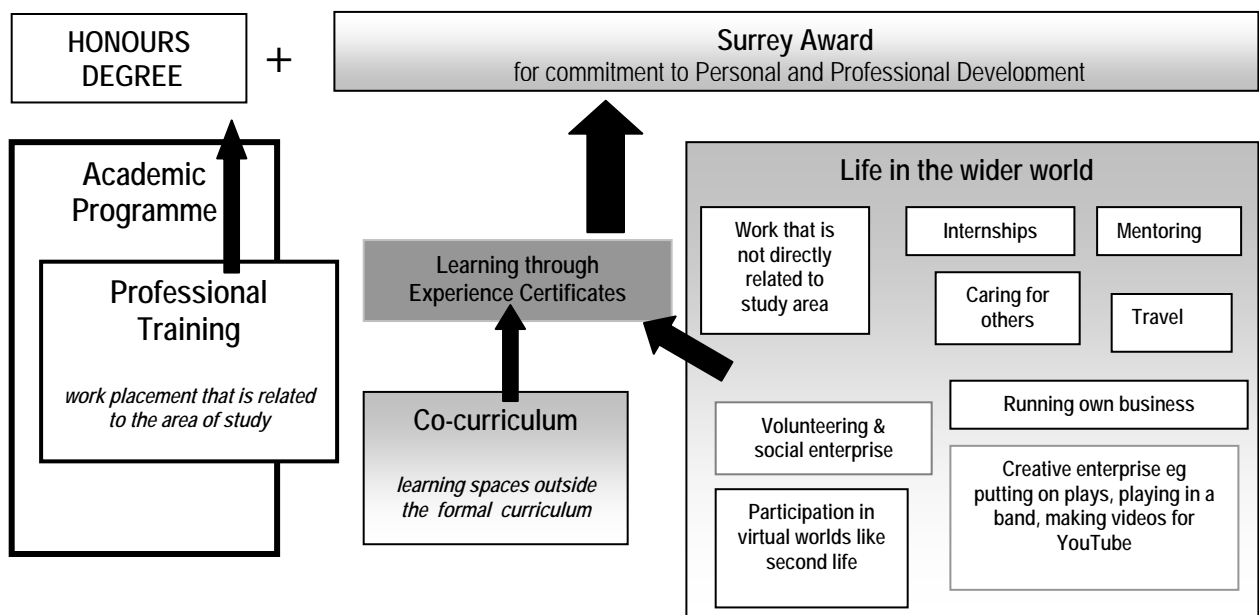 HONOURS
DEGREE
+
Surrey Award
for commitment to Personal and Professional Development
Academic
Programme
Professional
Training
work placement that is related
to the area of study
Learning through
Experience Certificates
Co-curriculum
learning spaces outside
the formal curriculum
Life in the wider world
Work that is
not directly
related to
study area
Internships
Mentoring
Caring for
others
Travel
Running own business
Volunteering &
social enterprise
Creative enterprise eg
putting on plays, playing in a
band, making videos for
YouTube
Participation in
virtual worlds like
second life